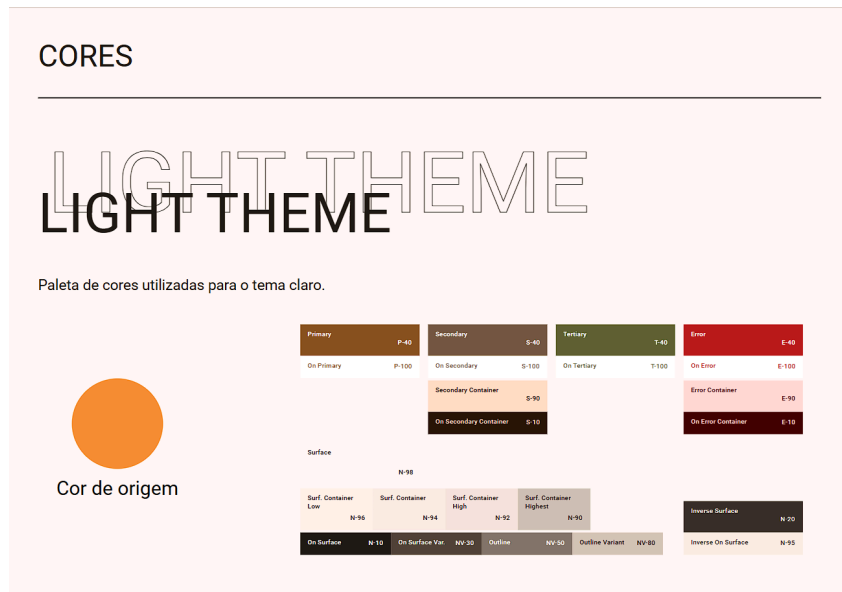 CORES
LIGHT THEME
LIGHT THEME
Paleta de cores utilizadas para o tema claro.
Cor de origem
Primary
P-40
On Primary P-100
Secondary
S-40
On Secondary S-100
Secondary Container
S-90
On Secondary Container S-10
Tertiary
T-40
On Tertiary T-100
Error
E-40
On Error E-100
Error Container
E-90
On Error Container E-10
Surface
N-98
Surf. Container
Low
N-96
Surf. Container
N-94
Surf. Container
High
N-92
Surf. Container
Highest
N-90
On Surface N-10
On Surface Var. NV-30
Outline NV-50
Outline Variant NV-80
Inverse Surface
N-20
Inverse On Surface N-95